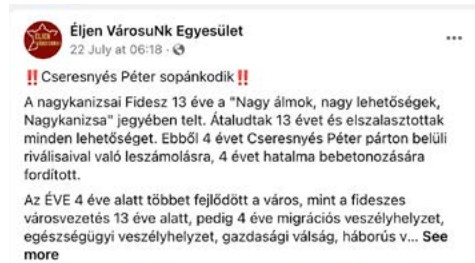 Éljen VárosuNk Egyesület
22 July at 06:18 ·
‼️Cseresnyés Péter sopánkodik‼️
A nagykanizsai Fidesz 13 éve a "Nagy álmok, nagy lehetőségek,
Nagykanizsa" jegyében telt. Átaludtak 13 évet és elszalasztottak
minden lehetőséget. Ebből 4 évet Cseresnyés Péter párton belüli
riválisaival való leszámolásra, 4 évet hatalma bebetonozására
fordított.
Az ÉVE 4 éve alatt többet fejlődött a város, mint a fideszes
városvezetés 13 éve alatt, pedig 4 éve migrációs veszélyhelyzet,
egészségügyi veszélyhelyzet, gazdasági válság, háborús v... See
more